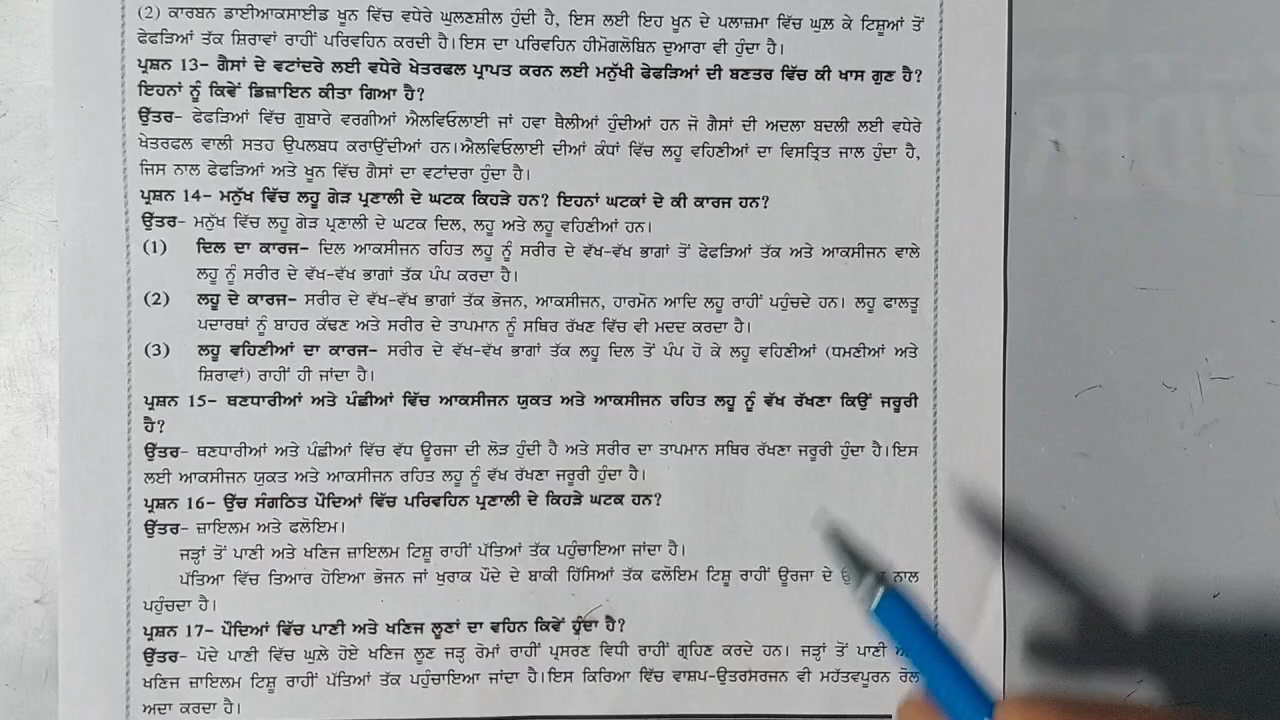 (2) ਕਾਰਬਨ ਡਾਈਆਕਸਾਈਡ ਖੂਨ ਵਿੱਚ ਵਧੇਰੇ ਘੁਲਣਸ਼ੀਲ ਹੁੰਦੀ ਹੈ, ਇਸ ਲਈ ਇਹ ਖੂਨ ਦੇ ਪਲਾਜ਼ਮਾ ਵਿੱਚ ਘੁਲ ਕੇ ਟਿਸ਼ੂਆਂ ਤੋਂ
ਫੇਫੜਿਆਂ ਤੱਕ ਸ਼ਿਰਾਵਾਂ ਰਾਹੀਂ ਪਰਿਵਹਿਨ ਕਰਦੀ ਹੈ। ਇਸ ਦਾ ਪਰਿਵਹਿਨ ਹੀਮੋਗਲੋਬਿਨ ਦੁਆਰਾ ਵੀ ਹੁੰਦਾ ਹੈ।
ਪ੍ਰਸ਼ਨ 13- ਗੈਸਾਂ ਦੇ ਵਟਾਂਦਰੇ ਲਈ ਵਧੇਰੇ ਖੇਤਰਫਲ ਪ੍ਰਾਪਤ ਕਰਨ ਲਈ ਮਨੁੱਖੀ ਫੇਫੜਿਆਂ ਦੀ ਬਣਤਰ ਵਿੱਚ ਕੀ ਖਾਸ ਗੁਣ ਹੈ?
ਇਹਨਾਂ ਨੂੰ ਕਿਵੇਂ ਡਿਜ਼ਾਇਨ ਕੀਤਾ ਗਿਆ ਹੈ?
ਉੱਤਰ- ਫੇਫੜਿਆਂ ਵਿੱਚ ਗੁਬਾਰੇ ਵਰਗੀਆਂ ਐਲਵਿਓਲਾਈ ਜਾਂ ਹਵਾ ਥੈਲੀਆਂ ਹੁੰਦੀਆਂ ਹਨ ਜੋ ਗੈਸਾਂ ਦੀ ਅਦਲਾ ਬਦਲੀ ਲਈ ਵਧੇਰੇ
ਖੇਤਰਫਲ ਵਾਲੀ ਸਤਹ ਉਪਲਬਧ ਕਰਾਉਂਦੀਆਂ ਹਨ। ਐਲਵਿਓਲਾਈ ਦੀਆਂ ਕੰਧਾਂ ਵਿੱਚ ਲਹੂ ਵਹਿਣੀਆਂ ਦਾ ਵਿਸਤ੍ਰਿਤ ਜਾਲ ਹੁੰਦਾ ਹੈ,
ਜਿਸ ਨਾਲ ਫੇਫੜਿਆਂ ਅਤੇ ਖੂਨ ਵਿੱਚ ਗੈਸਾਂ ਦਾ ਵਟਾਂਦਰਾ ਹੁੰਦਾ ਹੈ।
ਪ੍ਰਸ਼ਨ 14- ਮਨੁੱਖ ਵਿੱਚ ਲਹੂ ਗੇੜ ਪ੍ਰਣਾਲੀ ਦੇ ਘਟਕ ਕਿਹੜੇ ਹਨ? ਇਹਨਾਂ ਘਟਕਾਂ ਦੇ ਕੀ ਕਾਰਜ ਹਨ?
ਉੱਤਰ- ਮਨੁੱਖ ਵਿੱਚ ਲਹੂ ਗੇੜ ਪ੍ਰਣਾਲੀ ਦੇ ਘਟਕ ਦਿਲ, ਲਹੂ ਅਤੇ ਲਹੂ ਵਹਿਣੀਆਂ ਹਨ।
(1) ਦਿਲ ਦਾ ਕਾਰਜ- ਦਿਲ ਆਕਸੀਜਨ ਰਹਿਤ ਲਹੂ ਨੂੰ ਸਰੀਰ ਦੇ ਵੱਖ-ਵੱਖ ਭਾਗਾਂ ਤੋਂ ਫੇਫੜਿਆਂ ਤੱਕ ਅਤੇ ਆਕਸੀਜਨ ਵਾਲੇ
ਲਹੂ ਨੂੰ ਸਰੀਰ ਦੇ ਵੱਖ-ਵੱਖ ਭਾਗਾਂ ਤੱਕ ਪੰਪ ਕਰਦਾ ਹੈ।
(2) ਲਹੂ ਦੇ ਕਾਰਜ- ਸਰੀਰ ਦੇ ਵੱਖ-ਵੱਖ ਭਾਗਾਂ ਤੱਕ ਭੋਜਨ, ਆਕਸੀਜਨ, ਹਾਰਮੋਨ ਆਦਿ ਲਹੂ ਰਾਹੀਂ ਪਹੁੰਚਦੇ ਹਨ। ਲਹੂ ਫਾਲਤੂ
ਪਦਾਰਥਾਂ ਨੂੰ ਬਾਹਰ ਕੱਢਣ ਅਤੇ ਸਰੀਰ ਦੇ ਤਾਪਮਾਨ ਨੂੰ ਸਥਿਰ ਰੱਖਣ ਵਿੱਚ ਵੀ ਮਦਦ ਕਰਦਾ ਹੈ।
(3) ਲਹੂ ਵਹਿਣੀਆਂ ਦਾ ਕਾਰਜ- ਸਰੀਰ ਦੇ ਵੱਖ-ਵੱਖ ਭਾਗਾਂ ਤੱਕ ਲਹੂ ਦਿਲ ਤੋਂ ਪੰਪ ਹੋ ਕੇ ਲਹੂ ਵਹਿਣੀਆਂ (ਧਮਣੀਆਂ ਅਤੇ
ਸ਼ਿਰਾਵਾਂ) ਰਾਹੀਂ ਹੀ ਜਾਂਦਾ ਹੈ।
ਪ੍ਰਸ਼ਨ 15- ਥਣਧਾਰੀਆਂ ਅਤੇ ਪੰਛੀਆਂ ਵਿੱਚ ਆਕਸੀਜਨ ਯੁਕਤ ਅਤੇ ਆਕਸੀਜਨ ਰਹਿਤ ਲਹੂ ਨੂੰ ਵੱਖ ਰੱਖਣਾ ਕਿਉਂ ਜਰੂਰੀ
ਹੈ?
ਉੱਤਰ- ਥਣਧਾਰੀਆਂ ਅਤੇ ਪੰਛੀਆਂ ਵਿੱਚ ਵੱਧ ਊਰਜਾ ਦੀ ਲੋੜ ਹੁੰਦੀ ਹੈ ਅਤੇ ਸਰੀਰ ਦਾ ਤਾਪਮਾਨ ਸਥਿਰ ਰੱਖਣਾ ਜਰੂਰੀ ਹੁੰਦਾ ਹੈ। ਇਸ
ਲਈ ਆਕਸੀਜਨ ਯੁਕਤ ਅਤੇ ਆਕਸੀਜਨ ਰਹਿਤ ਲਹੂ ਨੂੰ ਵੱਖ ਰੱਖਣਾ ਜਰੂਰੀ ਹੁੰਦਾ ਹੈ।
ਪ੍ਰਸ਼ਨ 16- ਉੱਚ ਸੰਗਠਿਤ ਪੌਦਿਆਂ ਵਿੱਚ ਪਰਿਵਹਿਨ ਪ੍ਰਣਾਲੀ ਦੇ ਕਿਹੜੇ ਘਟਕ ਹਨ?
ਉੱਤਰ- ਜ਼ਾਇਲਮ ਅਤੇ ਫਲੋਇਮ।
ਜੜ੍ਹਾਂ ਤੋਂ ਪਾਣੀ ਅਤੇ ਖਣਿਜ ਜ਼ਾਇਲਮ ਟਿਸ਼ੂ ਰਾਹੀਂ ਪੱਤਿਆਂ ਤੱਕ ਪਹੁੰਚਾਇਆ ਜਾਂਦਾ ਹੈ।
ਪੱਤਿਆ ਵਿੱਚ ਤਿਆਰ ਹੋਇਆ ਭੋਜਨ ਜਾਂ ਖੁਰਾਕ ਪੌਦੇ ਦੇ ਬਾਕੀ ਹਿੱਸਿਆਂ ਤੱਕ ਫਲੋਇਮ ਟਿਸ਼ੂ ਰਾਹੀਂ ਊਰਜਾ ਦੇ ਨਾਲ
ਪਹੁੰਚਦਾ ਹੈ।
ਪ੍ਰਸ਼ਨ 17- ਪੌਦਿਆਂ ਵਿੱਚ ਪਾਣੀ ਅਤੇ ਖਣਿਜ ਲੂਣਾਂ ਦਾ ਵਹਿਨ ਕਿਵੇਂ ਹੁੰਦਾ ਹੈ?
ਉੱਤਰ- ਪੌਦੇ ਪਾਣੀ ਵਿੱਚ ਘੁਲੇ ਹੋਏ ਖਣਿਜ ਲੂਣ ਜੜ੍ਹ ਰੋਮਾਂ ਰਾਹੀਂ ਪ੍ਰਸਰਣ ਵਿਧੀ ਰਾਹੀਂ ਗ੍ਰਹਿਣ ਕਰਦੇ ਹਨ। ਜੜ੍ਹਾਂ ਤੋਂ ਪਾਣੀ
ਖਣਿਜ ਜ਼ਾਇਲਮ ਟਿਸ਼ੂ ਰਾਹੀਂ ਪੱਤਿਆਂ ਤੱਕ ਪਹੁੰਚਾਇਆ ਜਾਂਦਾ ਹੈ। ਇਸ ਕਿਰਿਆ ਵਿੱਚ ਵਾਸ਼ਪ-ਉਤਸਰਜਨ ਵੀ ਮਹੱਤਵਪੂਰਨ ਰੋਲ
ਅਦਾ ਕਰਦਾ ਹੈ।